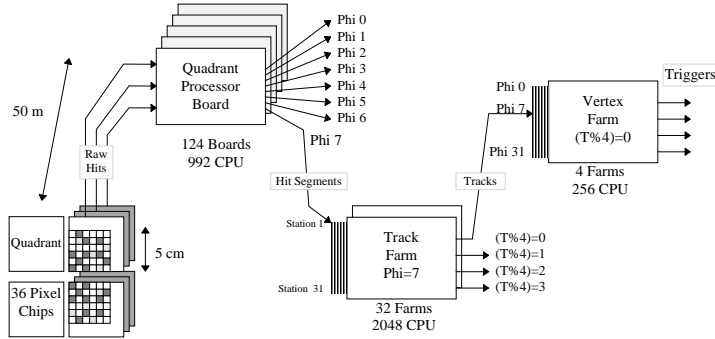 50 m
Raw
Hits
Quadrant
36 Pixel
Chips
5 cm
Quadrant
Processor
Board
124 Boards
992 CPU
Phi 0
Phi 1
Phi 2
Phi 3
Phi 4
Phi 5
Phi 6
Phi 7
Hit Segments
Station 1
Station 31
Track
Farm
Phi=7
32 Farms
2048 CPU
(T%4)=0
(T%4)=1
(T%4)=2
(T%4)=3
Tracks
Phi 0
Phi 7
Phi 31
Vertex
Farm
(T%4)=0
4 Farms
256 CPU
Triggers